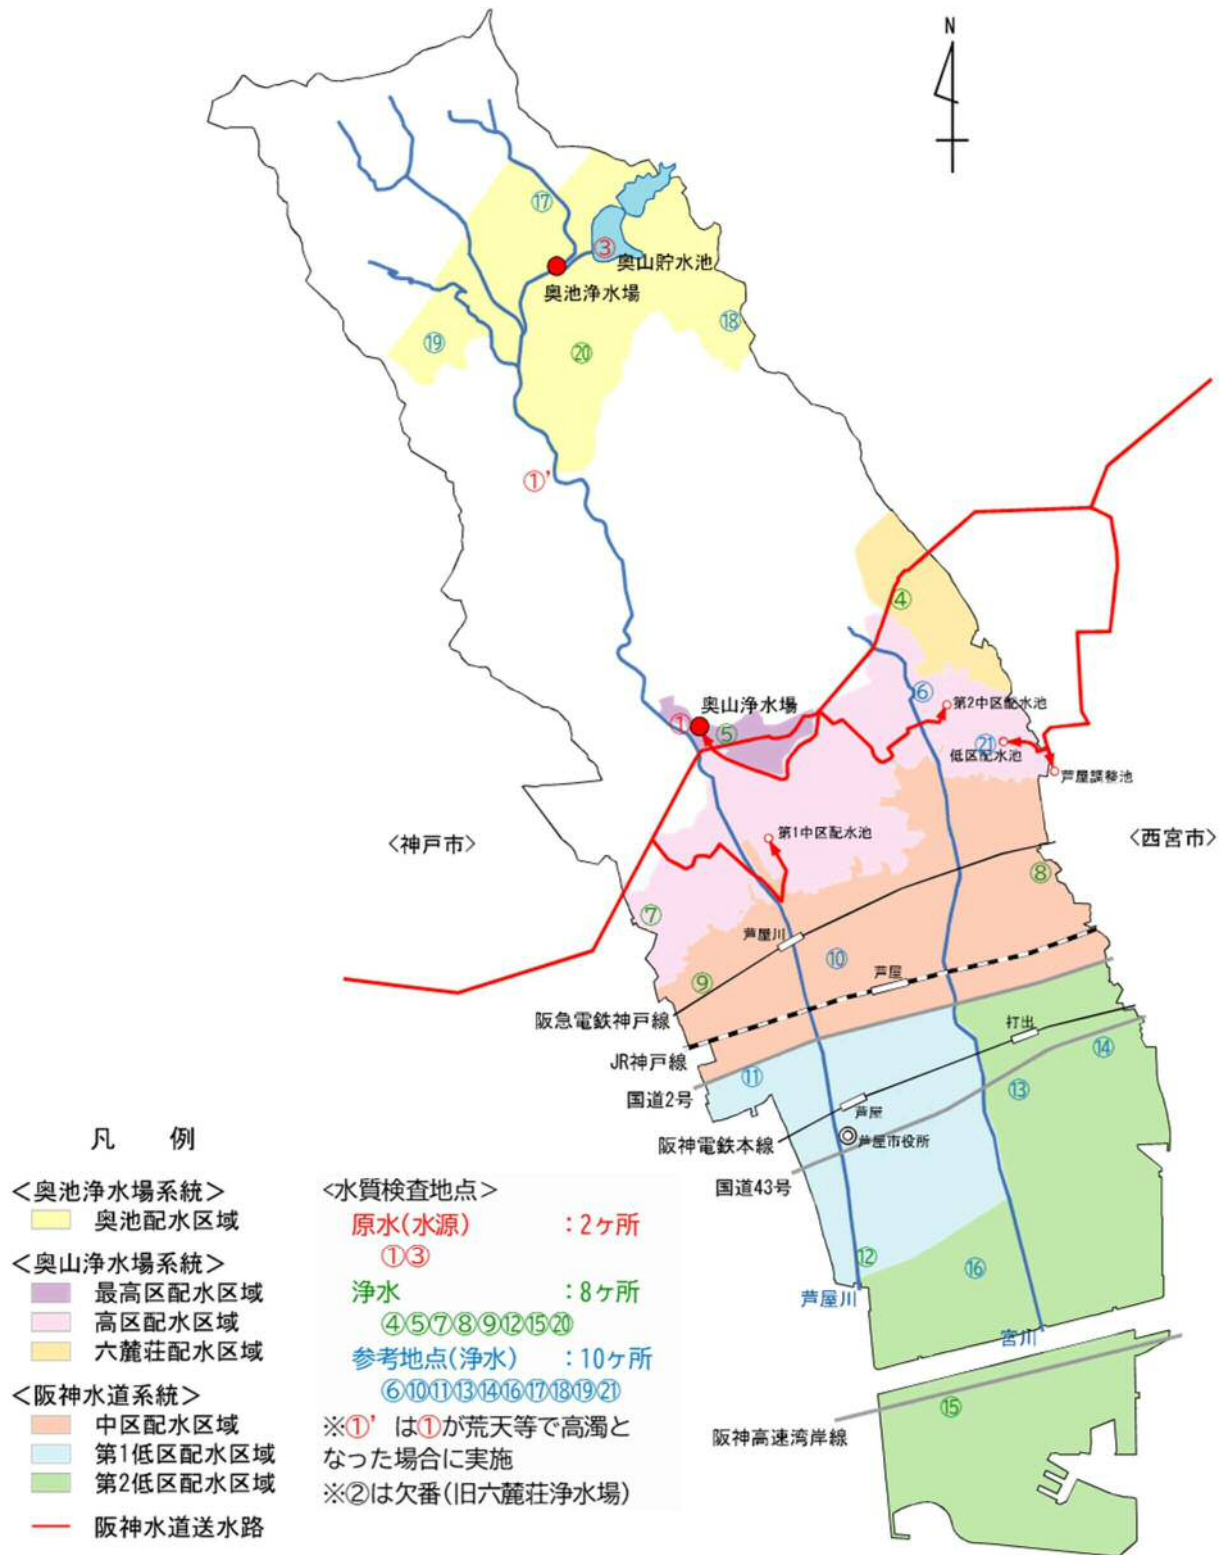 N
⑰
③
奥山貯水池
奥池浄水場
⑱
⑲
⑳
①’
④
⑥
奥山浄水場
①
⑤
第2中区配水池
㉑
低区配水池
芦屋調整池
第1中区配水池
<神戸市>
<西宮市>
⑧
⑦
芦屋川
⑩
芦屋
⑨
阪急電鉄神戸線
打出
JR神戸線
⑭
⑪
⑬
国道2号
芦屋
芦屋市役所
阪神電鉄本線
国道43号
⑫
⑯
芦屋川
宮川
⑮
阪神高速湾岸線
凡 例
<奥池浄水場系統>
奥池配水区域
<奥山浄水場系統>
最高区配水区域
高区配水区域
六麓荘配水区域
<阪神水道系統>
中区配水区域
第1低区配水区域
第2低区配水区域
阪神水道送水路
<水質検査地点>
原水(水源) :2ヶ所
①③
浄水 :8ヶ所
④⑤⑦⑧⑨⑫⑮⑳
参考地点(浄水) :10ヶ所
⑥⑩⑪⑬⑭⑯⑰⑱⑲㉑
※①’ は①が荒天等で高濁と
なった場合に実施
※②は欠番(旧六麓荘浄水場)